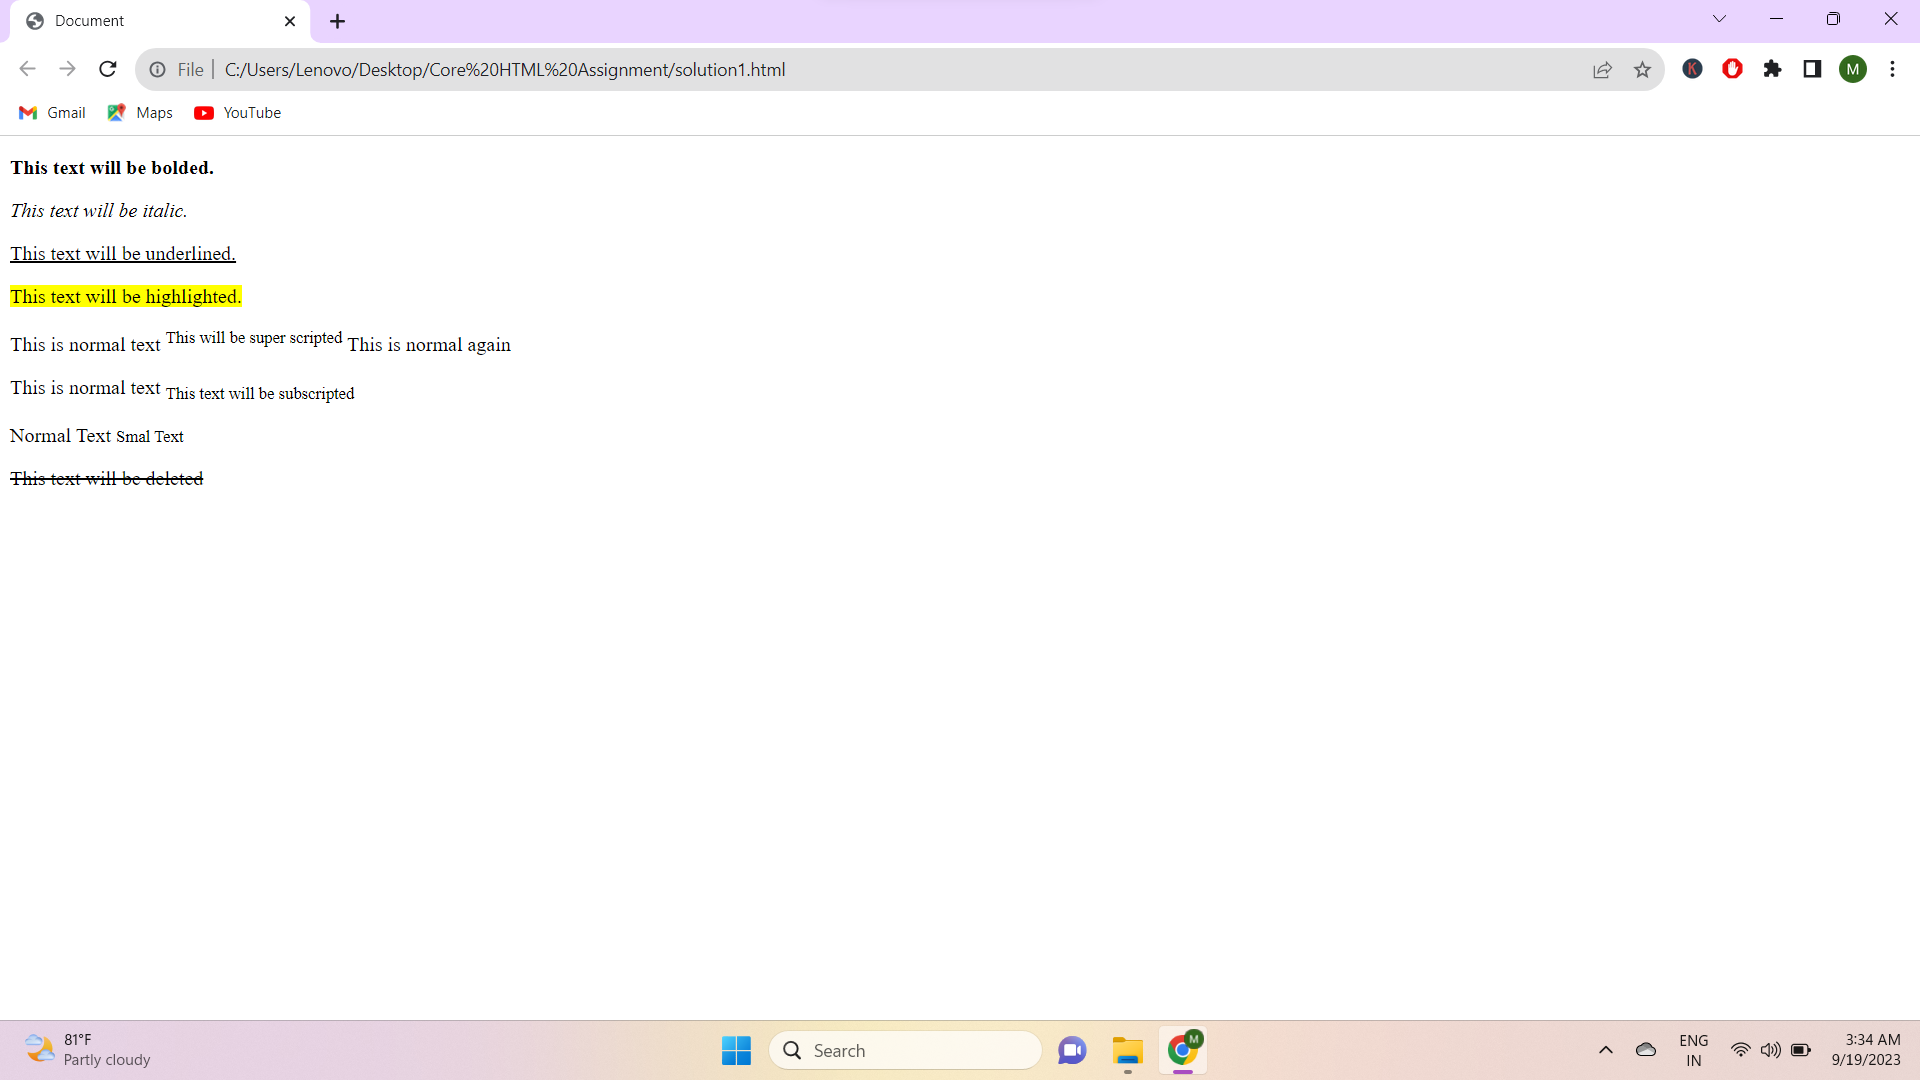 Document
File
C:/Users/Lenovo/Desktop/Core%20HTML%20Assignment/solution1.html
K
M
Gmail
Maps
YouTube
This text will be bolded.
This text will be italic.
This text will be underlined.
This text will be highlighted.
This is normal text This will be super scripted This is normal again
This is normal text This text will be subscripted
Normal Text Smal Text
This text will be deleted
81°F
Partly cloudy
Search
M
ENG
IN
3:34 AM
9/19/2023